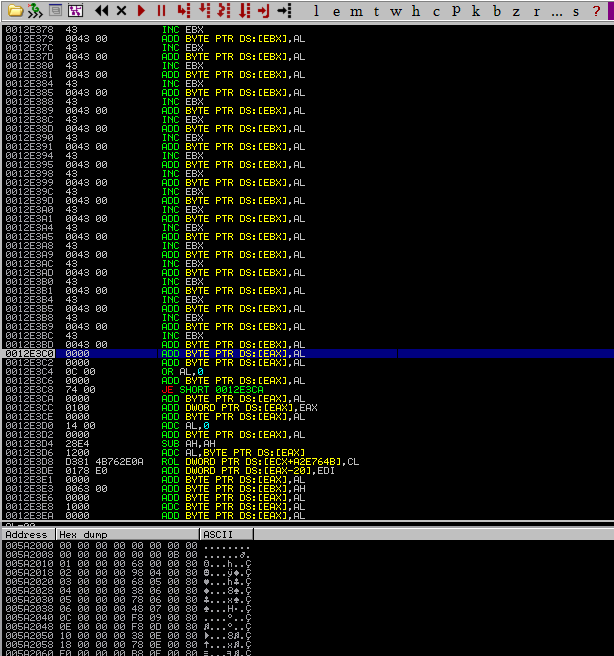 l e m t w h c p k b z r ... s ?
0012E378 43 INC EBX
0012E379 0043 00 ADD BYTE PTR DS:[EBX],AL
0012E37C 43 INC EBX
0012E37D 0043 00 ADD BYTE PTR DS:[EBX],AL
0012E380 43 INC EBX
0012E381 0043 00 ADD BYTE PTR DS:[EBX],AL
0012E384 43 INC EBX
0012E385 0043 00 ADD BYTE PTR DS:[EBX],AL
0012E388 43 INC EBX
0012E389 0043 00 ADD BYTE PTR DS:[EBX],AL
0012E38C 43 INC EBX
0012E38D 0043 00 ADD BYTE PTR DS:[EBX],AL
0012E390 43 INC EBX
0012E391 0043 00 ADD BYTE PTR DS:[EBX],AL
0012E394 43 INC EBX
0012E395 0043 00 ADD BYTE PTR DS:[EBX],AL
0012E398 43 INC EBX
0012E399 0043 00 ADD BYTE PTR DS:[EBX],AL
0012E39C 43 INC EBX
0012E39D 0043 00 ADD BYTE PTR DS:[EBX],AL
0012E3A0 43 INC EBX
0012E3A1 0043 00 ADD BYTE PTR DS:[EBX],AL
0012E3A4 43 INC EBX
0012E3A5 0043 00 ADD BYTE PTR DS:[EBX],AL
0012E3A8 43 INC EBX
0012E3A9 0043 00 ADD BYTE PTR DS:[EBX],AL
0012E3AC 43 INC EBX
0012E3AD 0043 00 ADD BYTE PTR DS:[EBX],AL
0012E3B0 43 INC EBX
0012E3B1 0043 00 ADD BYTE PTR DS:[EBX],AL
0012E3B4 43 INC EBX
0012E3B5 0043 00 ADD BYTE PTR DS:[EBX],AL
0012E3B8 43 INC EBX
0012E3B9 0043 00 ADD BYTE PTR DS:[EBX],AL
0012E3BC 43 INC EBX
0012E3BD 0043 00 ADD BYTE PTR DS:[EBX],AL
0012E3C0 0000 ADD BYTE PTR DS:[EAX],AL
0012E3C2 0000 ADD BYTE PTR DS:[EAX],AL
0012E3C4 0C 00 OR AL,0
0012E3C6 0000 ADD BYTE PTR DS:[EAX],AL
0012E3C8 74 00 JE SHORT 0012E3CA
0012E3CA 0000 ADD BYTE PTR DS:[EAX],AL
0012E3CC 0100 ADD DWORD PTR DS:[EAX],EAX
0012E3CE 0000 ADD BYTE PTR DS:[EAX],AL
0012E3D0 14 00 ADC AL,0
0012E3D2 0000 ADD BYTE PTR DS:[EAX],AL
0012E3D4 28E4 SUB AH,AH
0012E3D6 1200 ADC AL,BYTE PTR DS:[EAX]
0012E3D8 D381 4B762E0A ROL DWORD PTR DS:[ECX+A2E764B],CL
0012E3DE 0178 E0 ADD DWORD PTR DS:[EAX-20],EDI
0012E3E1 0000 ADD BYTE PTR DS:[EAX],AL
0012E3E3 0063 00 ADD BYTE PTR DS:[EBX],AH
0012E3E6 0000 ADD BYTE PTR DS:[EAX],AL
0012E3E8 1000 ADC BYTE PTR DS:[EAX],AL
0012E3EA 0000 ADD BYTE PTR DS:[EAX],AL
Address Hex dump ASCII
005A2000 00 00 00 00 00 00 00 00 ........
005A2008 00 00 00 00 00 00 0B 80
005A2010 01 00 00 00 68 00 00 80
005A2018 02 00 00 00 98 04 00 80
005A2020 03 00 00 00 68 05 00 80
005A2028 04 00 00 00 38 06 00 80
005A2030 05 00 00 00 78 06 00 80
005A2038 06 00 00 00 48 07 00 80
005A2040 0C 00 00 00 F8 09 00 80
005A2048 0E 00 00 00 F8 0D 00 80
005A2050 10 00 00 00 38 0E 00 80
005A2058 18 00 00 00 78 0E 00 80